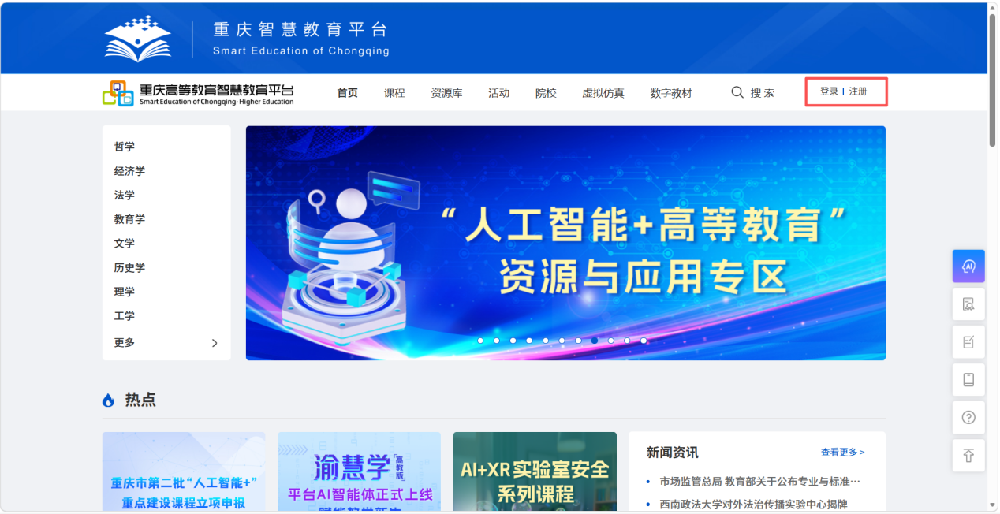 重庆智慧教育平台
Smart Education of Chongqing
重庆高等教育智慧教育平台
Smart Education of Chongqing-Higher Education
首页 课程 资源库 活动 院校 虚拟仿真 数字教材 搜索 登录 | 注册
哲学
经济学
法学
教育学
文学
历史学
理学
工学
更多
“人工智能+高等教育”
资源与应用专区
AI
热点
重庆市第二批“人工智能+”
重点建设课程立项申报
渝慧学「高教版」
平台AI智能体正式上线
AI+XR实验室安全
系列课程
新闻资讯 查看更多 >
市场监管总局 教育部关于公布专业与标准…
西南政法大学对外法治传播实验中心揭牌